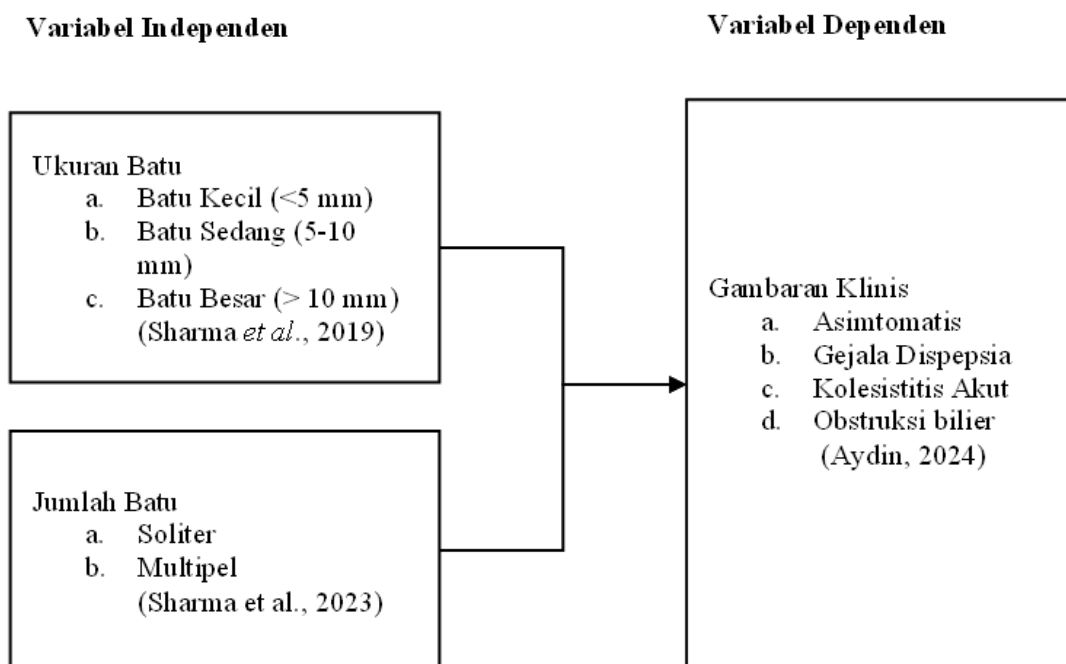 Variabel Independen
Variabel Dependen
Ukuran Batu
a. Batu Kecil (<5 mm)
b. Batu Sedang (5-10
mm)
c. Batu Besar (> 10 mm)
(Sharma et al., 2019)
Jumlah Batu
a. Soliter
b. Multipel
(Sharma et al., 2023)
Gambaran Klinis
a. Asimtomatis
b. Gejala Dispepsia
c. Kolesistitis Akut
d. Obstruksi bilier
(Aydin, 2024)